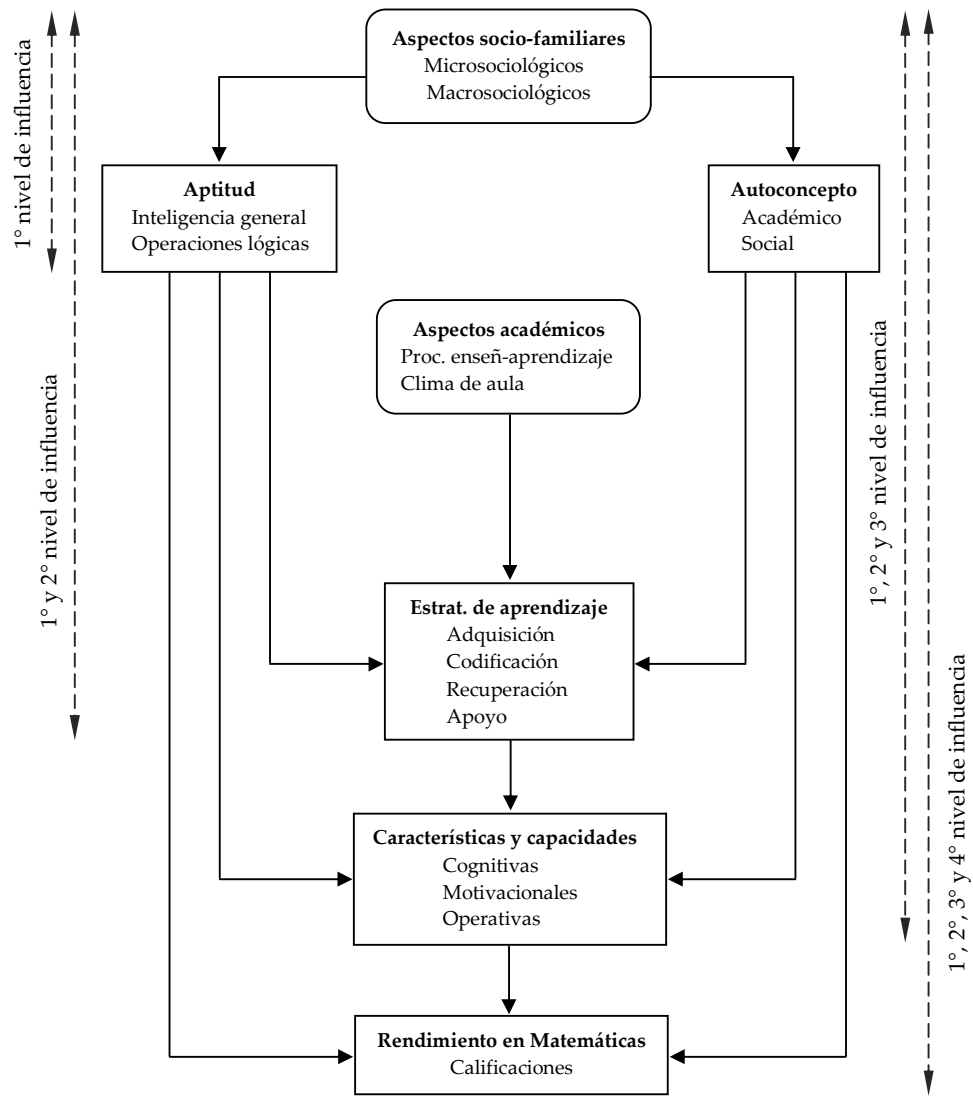 Aspectos socio-familiares
Microsociológicos
Macrosociológicos
1° nivel de influencia
Aptitud
Inteligencia general
Operaciones lógicas
Autoconcepto
Académico
Social
Aspectos académicos
Proc. enseñ-aprendizaje
Clima de aula
1° y 2° nivel de influencia
1°, 2° y 3° nivel de influencia
Estrat. de aprendizaje
Adquisición
Codificación
Recuperación
Apoyo
1°, 2°, 3° y 4° nivel de influencia
Característícas y capacidades
Cognitivas
Motivacionales
Operativas
Rendimiento en Matemáticas
Calificaciones